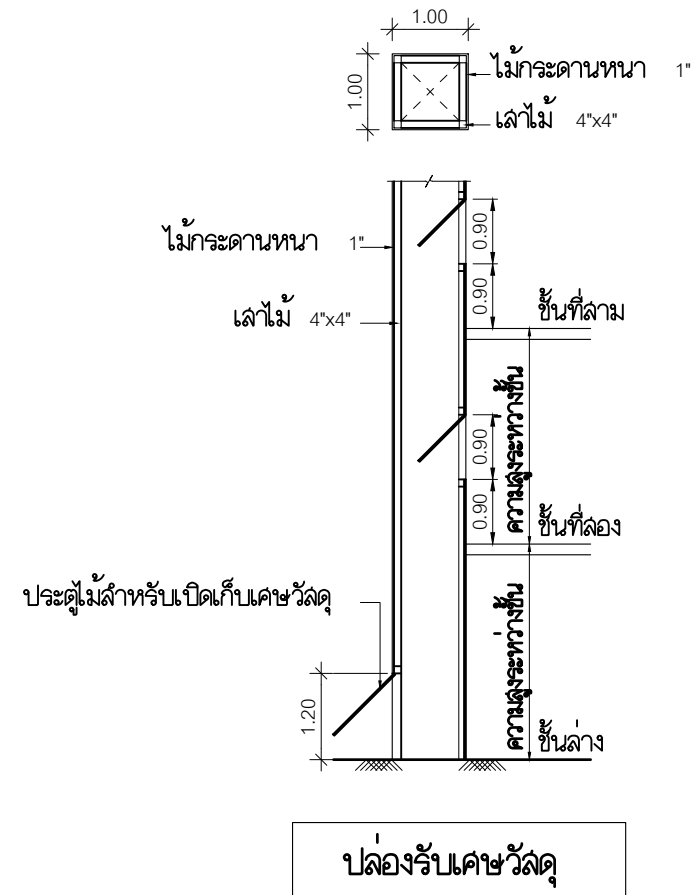 1.00
1.00
ไม้กระดานหนา 1"
เสาไม้ 4"x4"
ไม้กระดานหนา 1"
เสาไม้ 4"x4"
0.90
0.90
ชั้นที่สาม
ความสูงระหว่างชั้น
0.90
0.90
ชั้นที่สอง
ประตูไม้สำหรับเปิดเก็บเศษวัสดุ
ความสูงระหว่างชั้น
1.20
ชั้นล่าง
ปล่องรับเศษวัสดุ